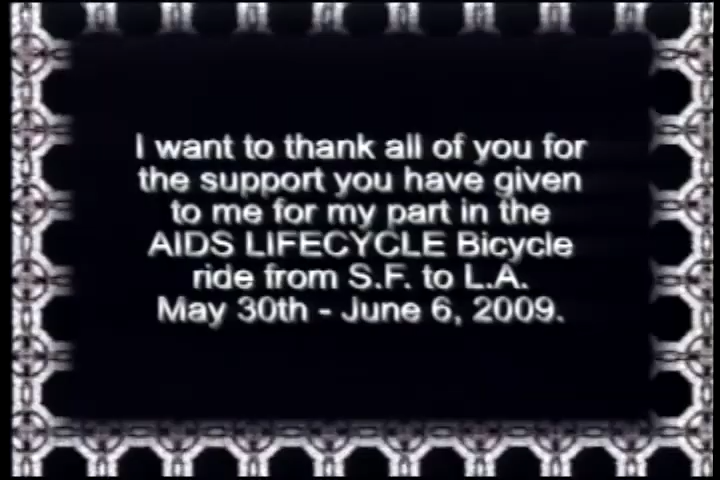 I want to thank all of you for
the support you have given
to me for my part in the
AIDS LIFECYCLE Bicycle
ride from S.F. to L.A.
May 30th - June 6, 2009.